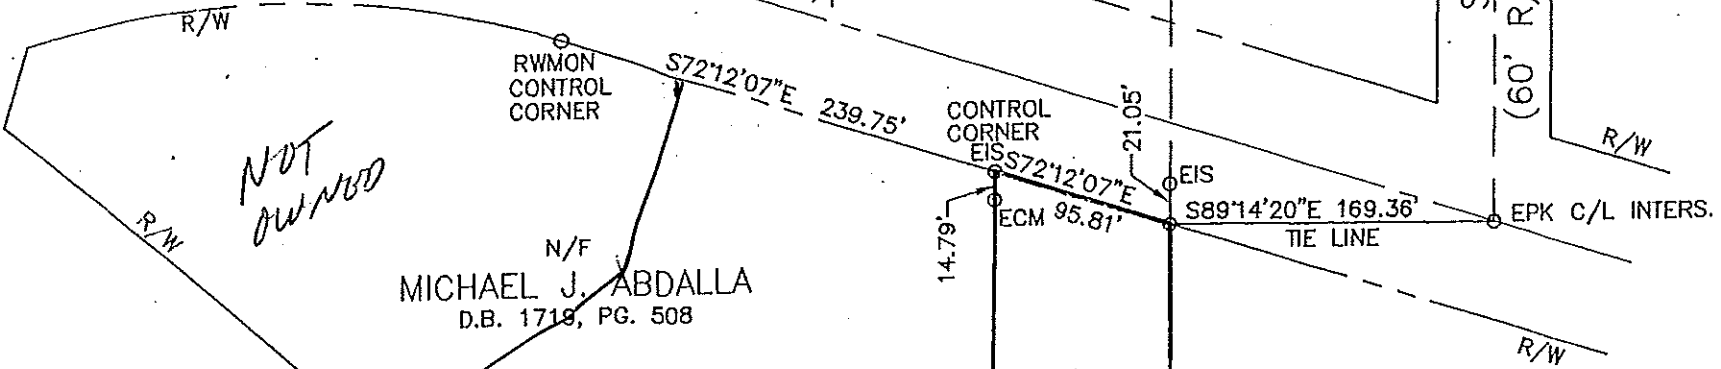 R/W
RWMON
CONTROL
CORNER
S72°12'07"E
239.75'
CONTROL
CORNER
EIS
S72°12'07"E
95.81'
ECM
14.79'
21.05'
EIS
S89°14'20"E 169.36'
TIE LINE
EPK C/L INTERS.
(60' R/
R/W
R/W
R/W
NOT
OWNED
N/F
MICHAEL J. ABDALLA
D.B. 1719, PG. 508